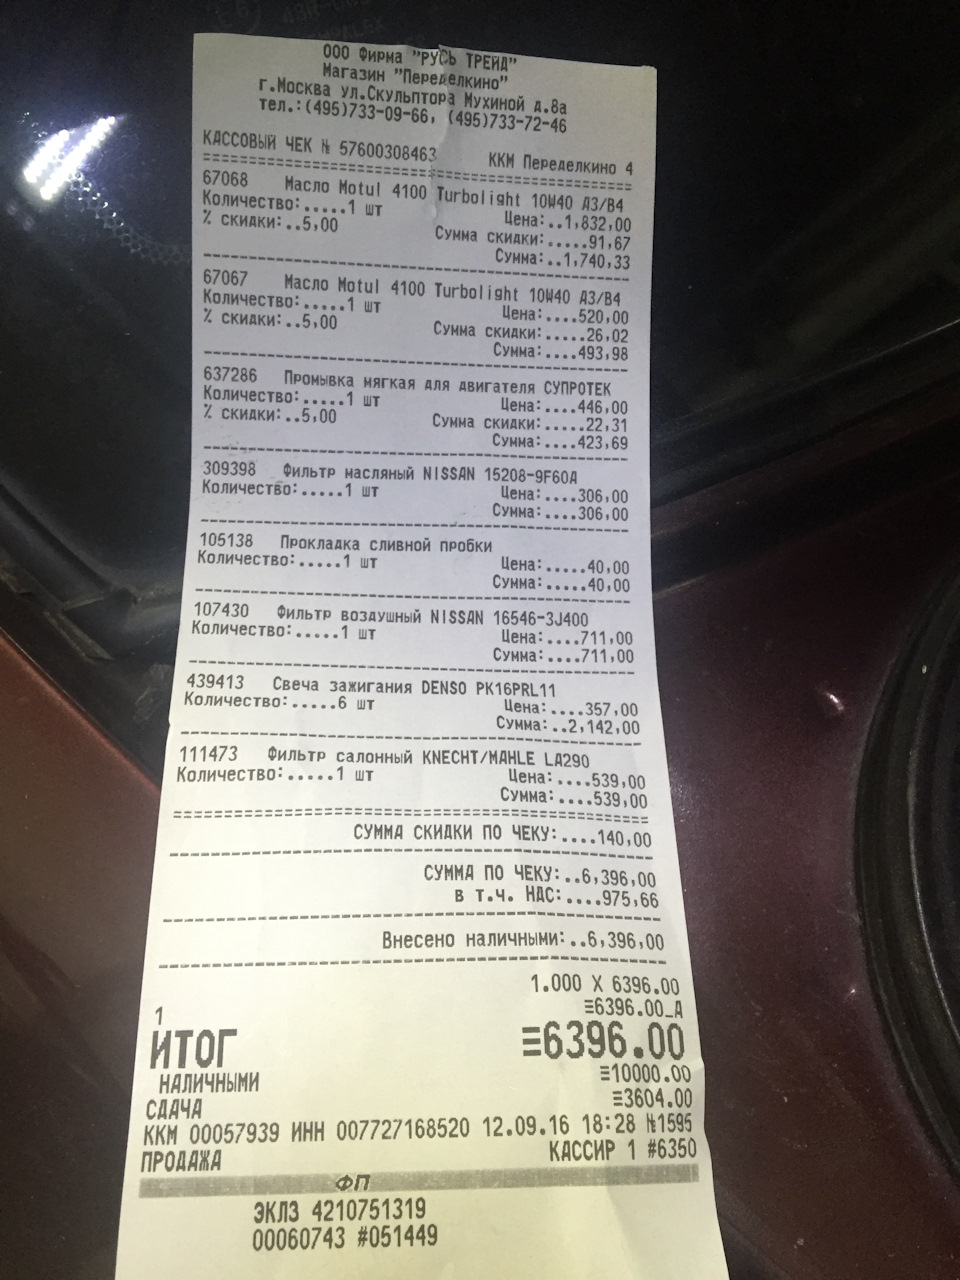 ООО Фирма "РУСЬ ТРЕЙД"
Магазин "Переделкино"
г.Москва ул.Скульптора Мухиной д.8а
тел.:(495)733-09-66, (495)733-72-46
КАССОВЫЙ ЧЕК № 57600308463 ККМ Переделкино 4
67068 Масло Motul 4100 Turbolight 10W40 A3/B4
Количество:.....1 шт Цена:..1,832,00
% скидки:..5,00 Сумма скидки:.....91,67
Сумма:..1,740,33
67067 Масло Motul 4100 Turbolight 10W40 A3/B4
Количество:.....1 шт Цена:....520,00
% скидки:..5,00 Сумма скидки:.....26,02
Сумма:....493,98
637286 Промывка мягкая для двигателя СУПРОТЕК
Количество:.....1 шт Цена:....446,00
% скидки:..5,00 Сумма скидки:.....22,31
Сумма:....423,69
309398 Фильтр масляный NISSAN 15208-9F60A
Количество:.....1 шт Цена:....306,00
Сумма:....306,00
105138 Прокладка сливной пробки
Количество:.....1 шт Цена:.....40,00
Сумма:.....40,00
107430 Фильтр воздушный NISSAN 16546-3J400
Количество:.....1 шт Цена:....711,00
Сумма:....711,00
439413 Свеча зажигания DENSO PK16PRL11
Количество:.....6 шт Цена:....357,00
Сумма:..2,142,00
111473 Фильтр салонный KNECHT/MAHLE LA290
Количество:.....1 шт Цена:....539,00
Сумма:....539,00
СУММА СКИДКИ ПО ЧЕКУ:....140,00
СУММА ПО ЧЕКУ:..6,396,00
в т.ч. НДС:....975,66
Внесено наличными:..6,396,00
1.000 X 6396.00
1 ≡6396.00_А
ИТОГ ≡6396.00
НАЛИЧНЫМИ ≡10000.00
СДАЧА ≡3604.00
ККМ 00057939 ИНН 007727168520 12.09.16 18:28 №1595
ПРОДАЖА КАССИР 1 #6350
ФП
ЭКЛЗ 4210751319
00060743 #051449